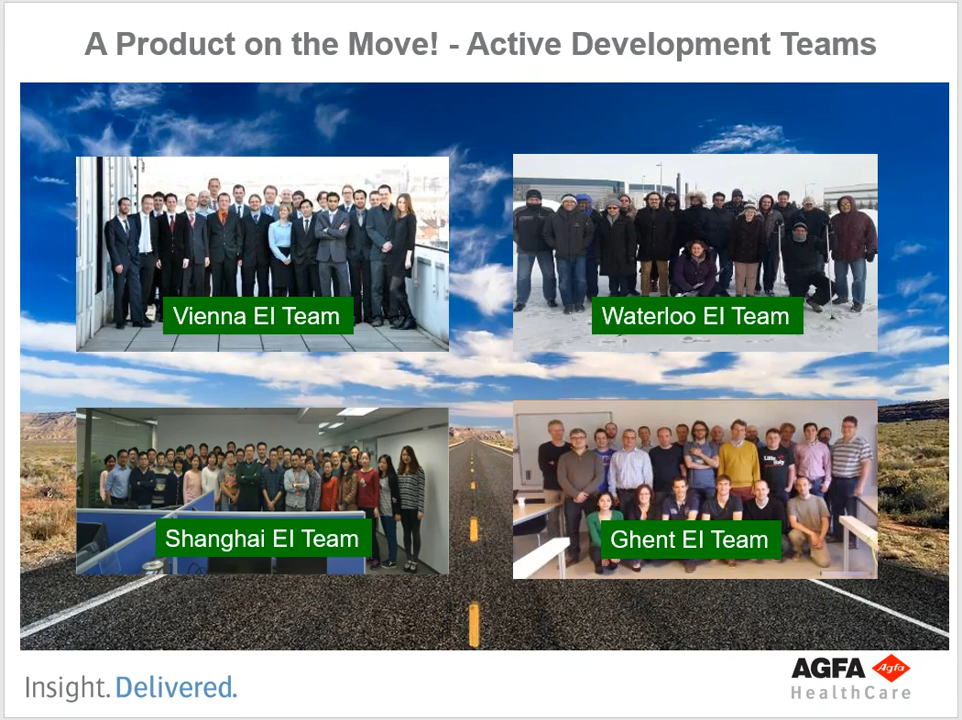 A Product on the Move! - Active Development Teams
Vienna EI Team
Waterloo EI Team
Shanghai EI Team
Ghent EI Team
Insight. Delivered.
AGFA
Agfa
HealthCare